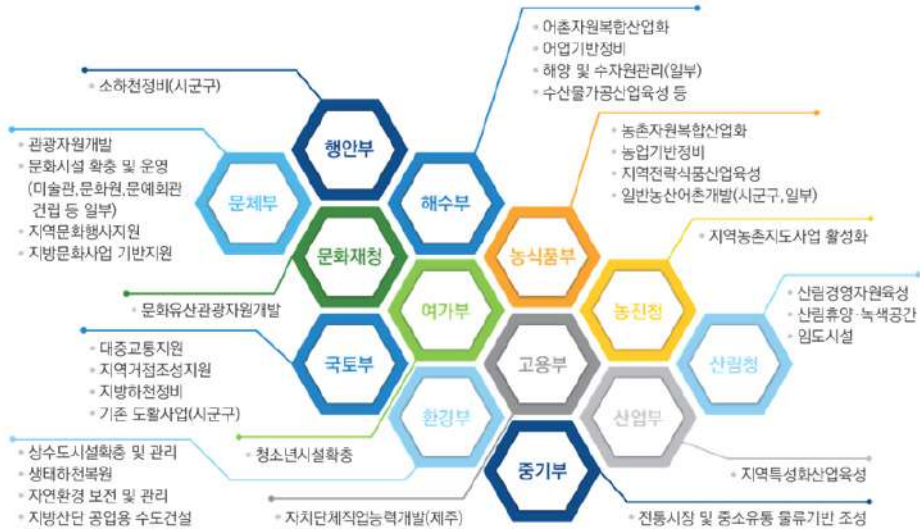 • 어촌자원복합산업화
• 어업기반정비
• 해양 및 수자원관리(일부)
• 수산물가공산업육성 등
• 소하천정비(시군구)
• 관광자원개발
• 문화시설 확충 및 운영
(미술관,문화원,문예회관
건립 등 일부)
• 지역문화행사지원
• 지방문화사업 기반지원
• 농촌자원복합산업화
• 농업기반정비
• 지역전략식품산업육성
• 일반농산어촌개발(시군구,일부)
행안부
문체부
해수부
문화재청
농식품부
• 지역농촌지도사업 활성화
• 문화유산관광자원개발
여가부
농진청
• 산림경영자원육성
• 산림휴양·녹색공간
• 임도시설
• 대중교통지원
• 지역거점조성지원
• 지방하천정비
• 기존 도활사업(시군구)
국토부
고용부
산림청
환경부
산업부
• 상수도시설확충 및 관리
• 생태하천복원
• 자연환경 보전 및 관리
• 지방산단 공업용 수도건설
• 청소년시설확충
중기부
• 지역특성화산업육성
• 자치단체직업능력개발(제주)
• 전통시장 및 중소유통 물류기반 조성